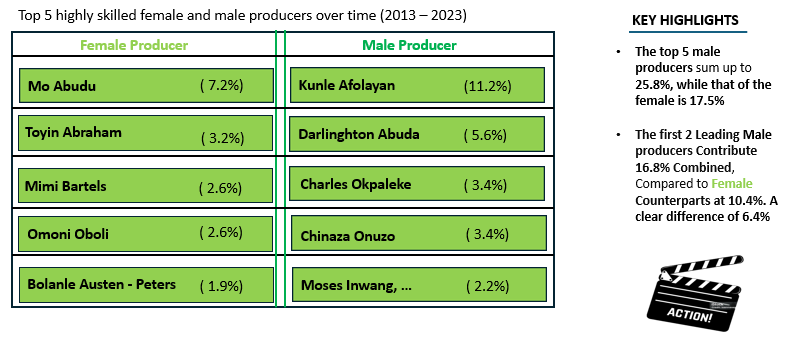 Top 5 highly skilled female and male producers over time (2013 – 2023)
Female Producer Male Producer
Mo Abudu ( 7.2%) Kunle Afolayan (11.2%)
Toyin Abraham ( 3.2%) Darlinghton Abuda ( 5.6%)
Mimi Bartels ( 2.6%) Charles Okpaleke ( 3.4%)
Omoni Oboli ( 2.6%) Chinaza Onuzo ( 3.4%)
Bolanle Austen - Peters ( 1.9%) Moses Inwang, ... ( 2.2%)
KEY HIGHLIGHTS
• The top 5 male
producers sum up to
25.8%, while that of the
female is 17.5%
• The first 2 Leading Male
producers Contribute
16.8% Combined,
Compared to Female
Counterparts at 10.4%. A
clear difference of 6.4%
ACTION!